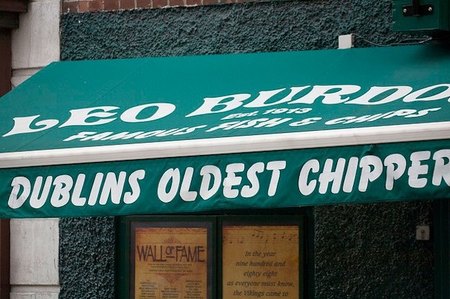 LEO BURDO
EST. 1913
FAMOUS FISH & CHIPS
DUBLINS OLDEST CHIPPER
WALL OF FAME
In the year
nine hundred and
eighty eight
as everyone must know,
the Vikings came to